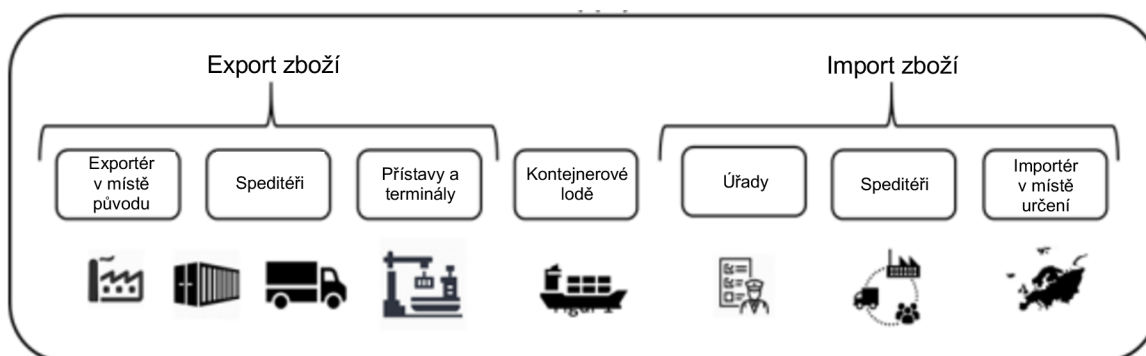 Export zboží
Import zboží
Exportér
v místě
původu
Speditéři
Přístavy a
terminály
Kontejnerové
lodě
Úřady
Speditéři
Importér
v místě
určení